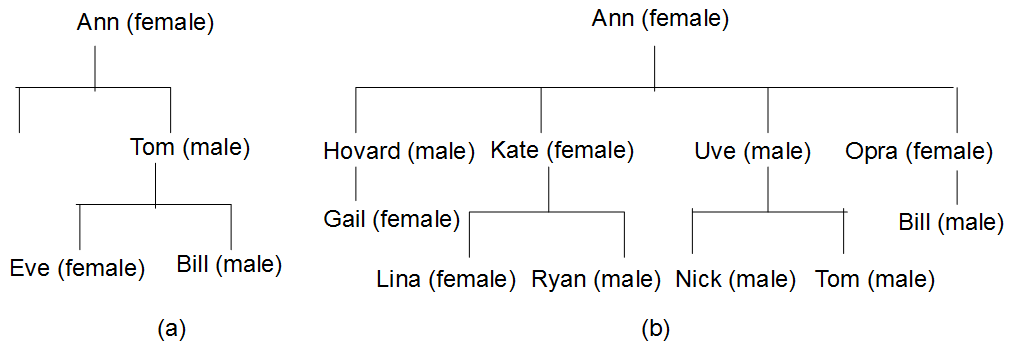 Ann (female)
Tom (male)
Eve (female) Bill (male)
(a)
Ann (female)
Hovard (male) Kate (female) Uve (male) Opra (female)
Gail (female) Bill (male)
Lina (female) Ryan (male) Nick (male) Tom (male)
(b)